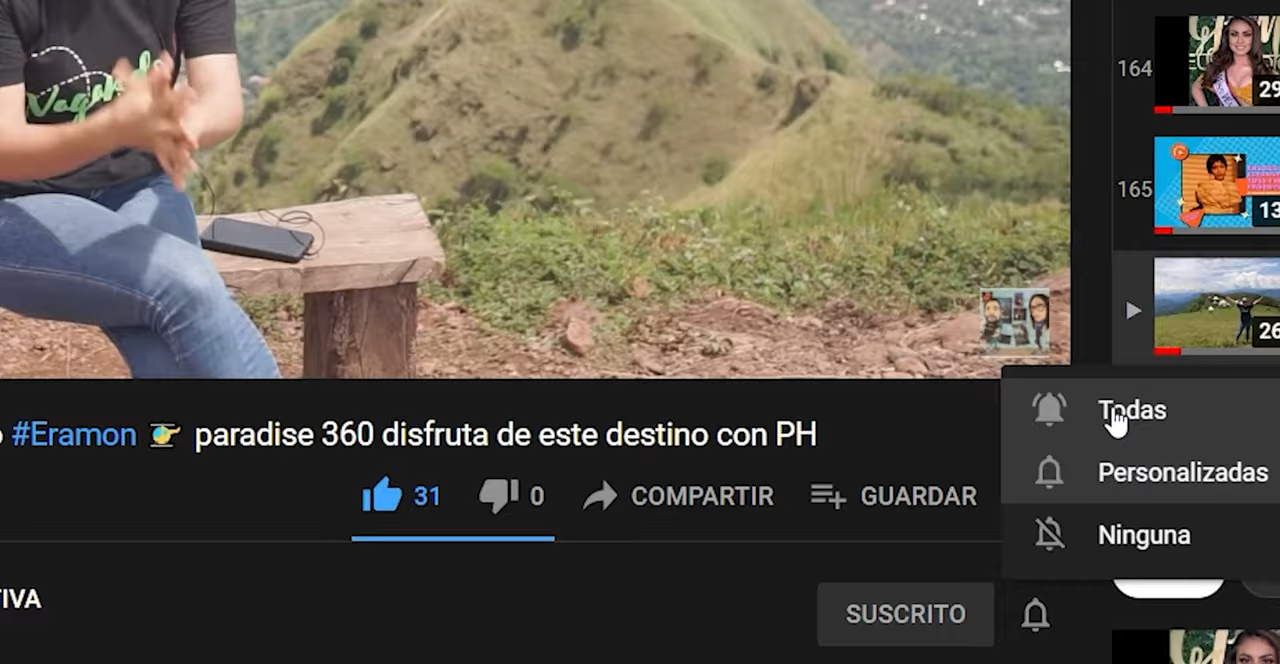 164
29
165
13
26
#Eramon paradise 360 disfruta de este destino con PH
31
0
COMPARTIR
GUARDAR
Todas
Personalizadas
Ninguna
IVA
SUSCRITO